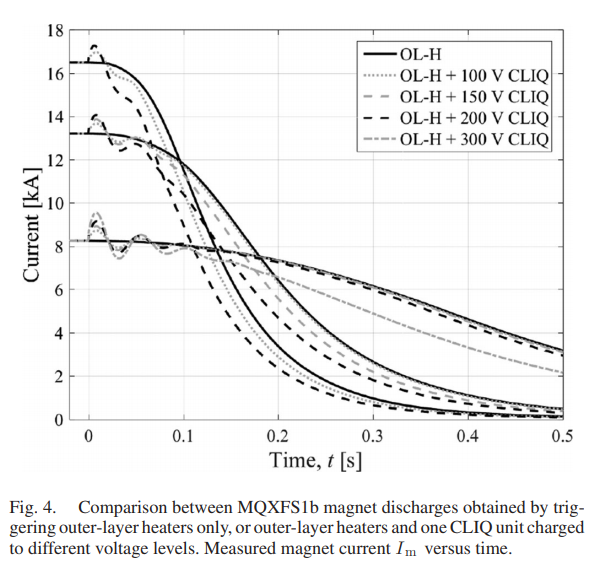 18
16
14
12
10
8
6
4
2
0
Current [kA]
OL-H
OL-H + 100 V CLIQ
OL-H + 150 V CLIQ
OL-H + 200 V CLIQ
OL-H + 300 V CLIQ
0 0.1 0.2 0.3 0.4 0.5
Time, t [s]
Fig. 4. Comparison between MQXFS1b magnet discharges obtained by trig-
gering outer-layer heaters only, or outer-layer heaters and one CLIQ unit charged
to different voltage levels. Measured magnet current Im versus time.